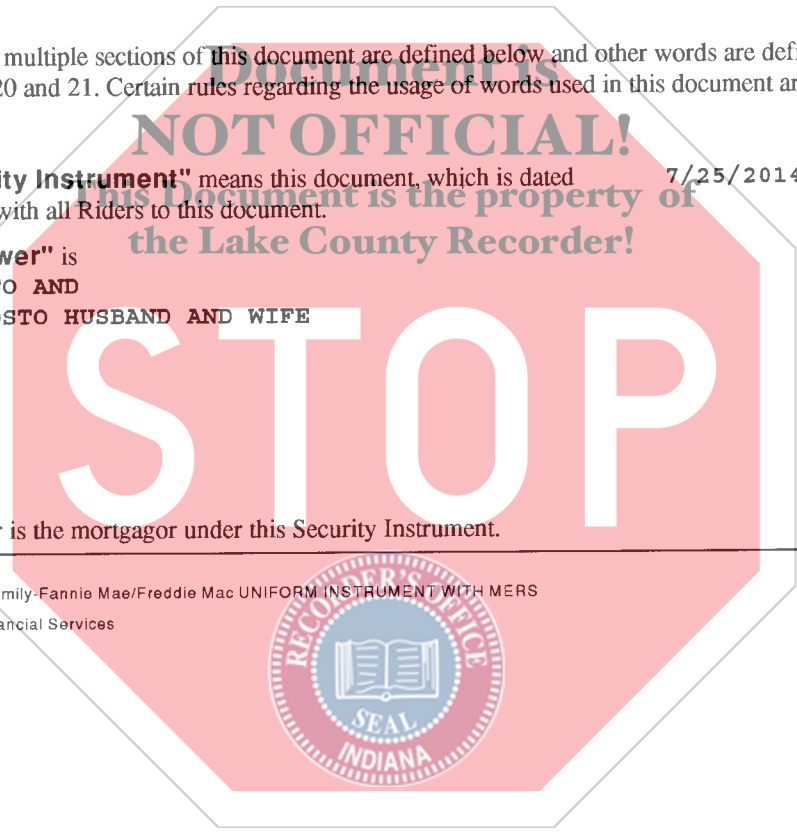 multiple sections of this document are defined below and other words are defi
20 and 21. Certain rules regarding the usage of words used in this document ar
Document is
NOT OFFICIAL!
This Document is the property of
the Lake County Recorder!
ity Instrument" means this document, which is dated 7/25/2014
with all Riders to this document.
wer" is
O AND
OSTO HUSBAND AND WIFE
STOP
r is the mortgagor under this Security Instrument.
mily-Fannie Mae/Freddie Mac UNIFORM INSTRUMENT WITH MERS
ancial Services
RECORDER'S OFFICE
SEAL
INDIANA